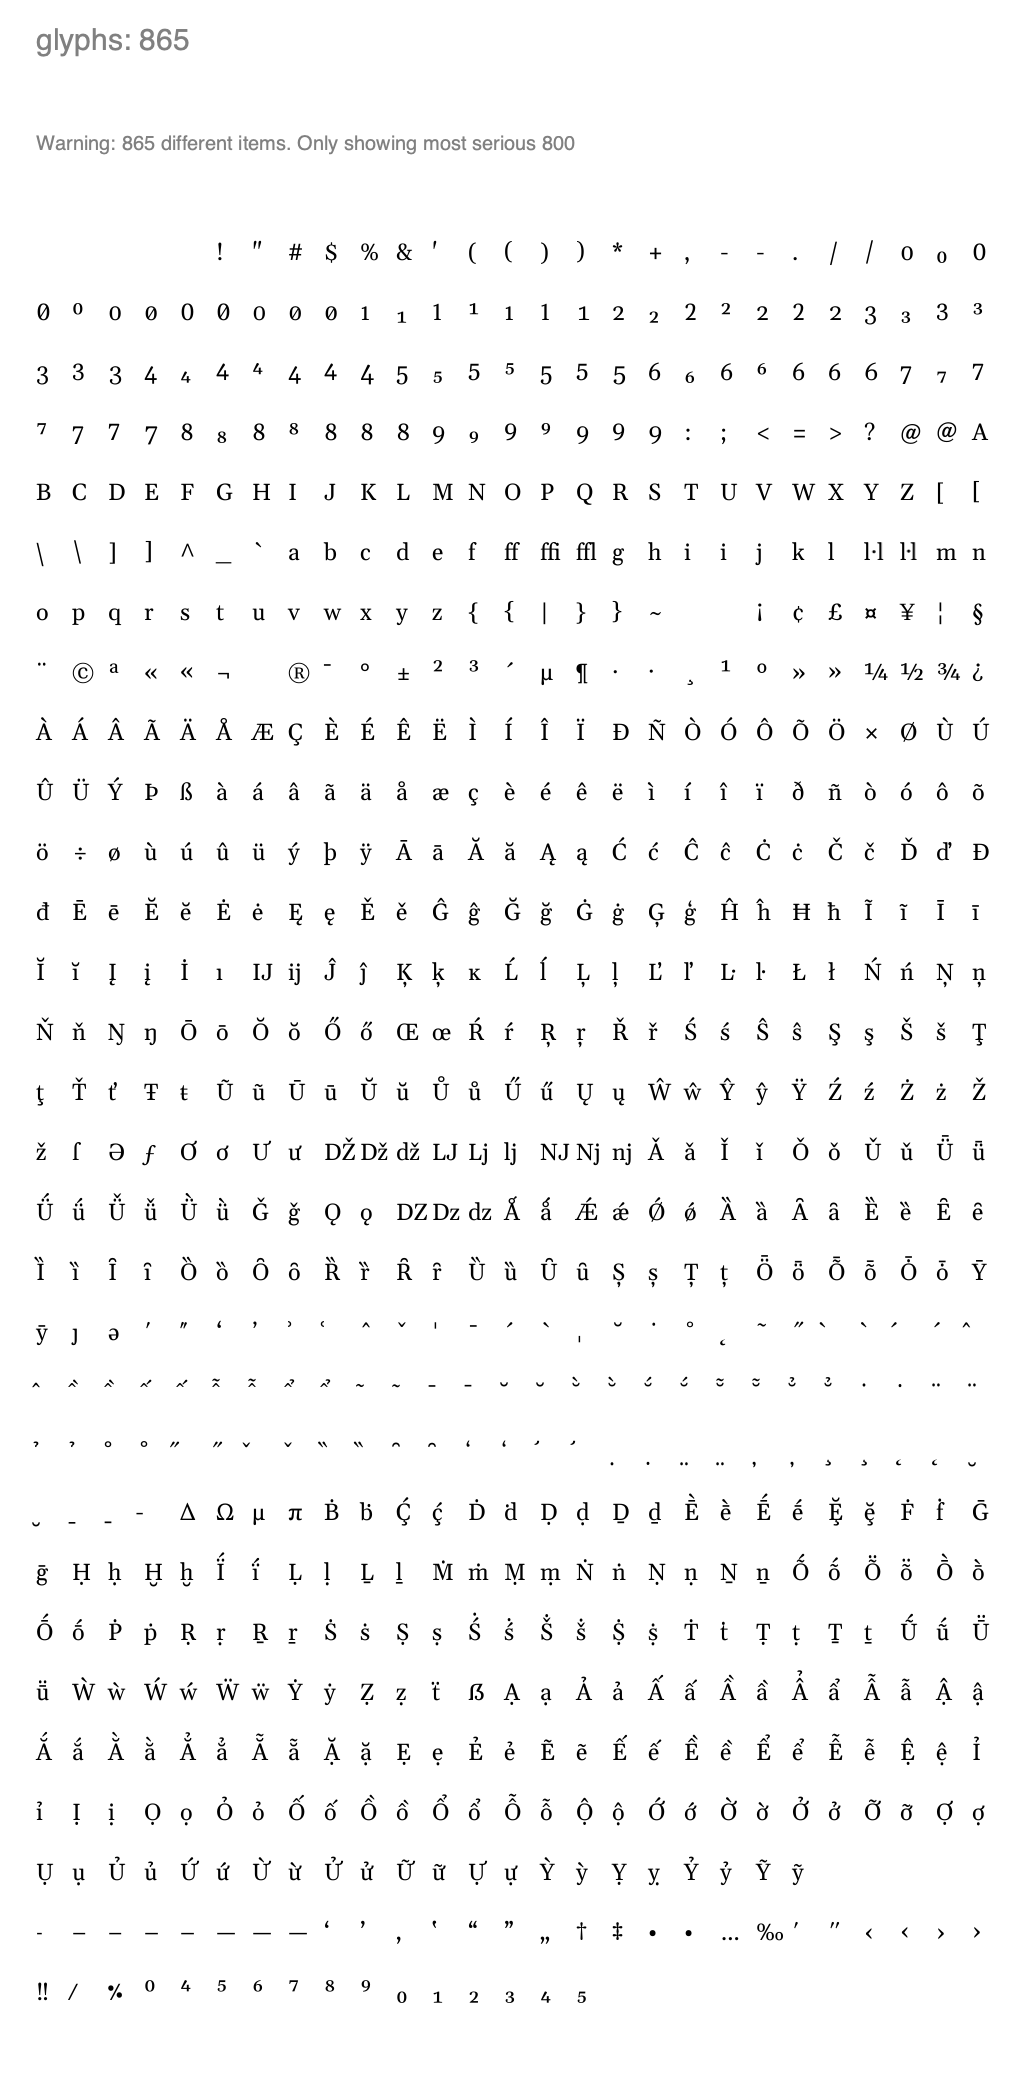 glyphs: 865
Warning: 865 different items. Only showing most serious 800
! " # $ % & ' ( ( ) ) * + , - - . / / 0 ₀ 0
0 ⁰ 0 0 0 0 0 0 0 1 ₁ 1 ¹ 1 1 1 2 ₂ 2 ² 2 2 2 3 ₃ 3 ³
3 3 3 4 ₄ 4 ⁴ 4 4 4 5 ₅ 5 ⁵ 5 5 5 6 ₆ 6 ⁶ 6 6 6 7 ₇ 7
⁷ 7 7 7 8 ₈ 8 ⁸ 8 8 8 9 ₉ 9 ⁹ 9 9 9 : ; < = > ? @ @ A
B C D E F G H I J K L M N O P Q R S T U V W X Y Z [ [
\ \ ] ] ^ _ ` a b c d e f ff ffi ffl g h i i j k l l·l l·l m n
o p q r s t u v w x y z { { | } } ~ ¡ ¢ £ ¤ ¥ ¦ §
¨ © ª « « ¬ ® ¯ ° ± ² ³ ´ µ ¶ · · ¸ ¹ º » » ¼ ½ ¾ ¿
À Á Â Ã Ä Å Æ Ç È É Ê Ë Ì Í Î Ï Ð Ñ Ò Ó Ô Õ Ö × Ø Ù Ú
Û Ü Ý Þ ß à á â ã ä å æ ç è é ê ë ì í î ï ð ñ ò ó ô õ
ö ÷ ø ù ú û ü ý þ ÿ Ā ā Ă ă Ą ą Ć ć Ĉ ĉ Ċ ċ Č č Ď ď Đ
đ Ē ē Ĕ ĕ Ė ė Ę ę Ě ě Ĝ ĝ Ğ ğ Ġ ġ Ģ ģ Ĥ ĥ Ħ ħ Ĩ ĩ Ī ī
Ĭ ĭ Į į İ ı Ĳ ĳ Ĵ ĵ Ķ ķ ĸ Ĺ ĺ Ļ ļ Ľ ľ Ŀ ŀ Ł ł Ń ń Ņ ņ
Ň ň Ŋ ŋ Ō ō Ŏ ŏ Ő ő Œ œ Ŕ ŕ Ŗ ŗ Ř ř Ś ś Ŝ ŝ Ş ş Š š Ţ
ţ Ť ť Ŧ ŧ Ũ ũ Ū ū Ŭ ŭ Ů ů Ű ű Ų ų Ŵ ŵ Ŷ ŷ Ÿ Ź ź Ż ż Ž
ž ſ Ə ƒ Ơ ơ Ư ư Ǆ ǅ ǆ Ǉ ǈ ǉ Ǌ ǋ ǌ Ǎ ǎ Ǐ ǐ Ǒ ǒ Ǔ ǔ Ǖ ǖ
Ǘ ǘ Ǚ ǚ Ǜ ǜ Ǧ ǧ Ǫ ǫ Ǳ ǲ ǳ Ǻ ǻ Ǽ ǽ Ǿ ǿ Ȁ ȁ Ȃ ȃ Ȅ ȅ Ȇ ȇ
Ȉ ȉ Ȋ ȋ Ȍ ȍ Ȏ ȏ Ȑ ȑ Ȓ ȓ Ȕ ȕ Ȗ ȗ Ș ș Ț ț Ȫ ȫ Ȭ ȭ Ȱ ȱ Ȳ
ȳ ȷ ə ʹ ʺ ʻ ʼ ʾ ʿ ˆ ˇ ˈ ˉ ˊ ˋ ˌ ˘ ˙ ˚ ˛ ˜ ˝
∆ Ω μ π Ḃ ḃ Ḉ ḉ Ḋ ḋ Ḍ ḍ Ḏ ḏ Ḕ ḕ Ḗ ḗ Ḝ ḝ Ḟ ḟ Ḡ
ḡ Ḥ ḥ Ḫ ḫ Ḯ ḯ Ḷ ḷ Ḻ ḻ Ṁ ṁ Ṃ ṃ Ṅ ṅ Ṇ ṇ Ṉ ṉ Ṍ ṍ Ṏ ṏ Ṑ ṑ
Ṓ ṓ Ṗ ṗ Ṛ ṛ Ṟ ṟ Ṡ ṡ Ṣ ṣ Ṥ ṥ Ṧ ṧ Ṩ ṩ Ṫ ṫ Ṭ ṭ Ṯ ṯ Ṹ ṹ Ṻ
ṻ Ẁ ẁ Ẃ ẃ Ẅ ẅ Ẏ ẏ Ẓ ẓ ẗ ẞ Ạ ạ Ả ả Ấ ấ Ầ ầ Ẩ ẩ Ẫ ẫ Ậ ậ
Ắ ắ Ằ ằ Ẳ ẳ Ẵ ẵ Ặ ặ Ẹ ẹ Ẻ ẻ Ẽ ẽ Ế ế Ề ề Ể ể Ễ ễ Ệ ệ Ỉ
ỉ Ị ị Ọ ọ Ỏ ỏ Ố ố Ồ ồ Ổ ổ Ỗ ỗ Ộ ộ Ớ ớ Ờ ờ Ở ở Ỡ ỡ Ợ ợ
Ụ ụ Ủ ủ Ứ ứ Ừ ừ Ử ử Ữ ữ Ự ự Ỳ ỳ Ỵ ỵ Ỷ ỷ Ỹ ỹ
‐ – – – – — — — ‘ ’ ‚ ‛ “ ” „ † ‡ • • … ‰ ′ ″ ‹ ‹ › ›
‼ ⁄ ٪ ⁰ ⁴ ⁵ ⁶ ⁷ ⁸ ⁹ ₀ ₁ ₂ ₃ ₄ ₅